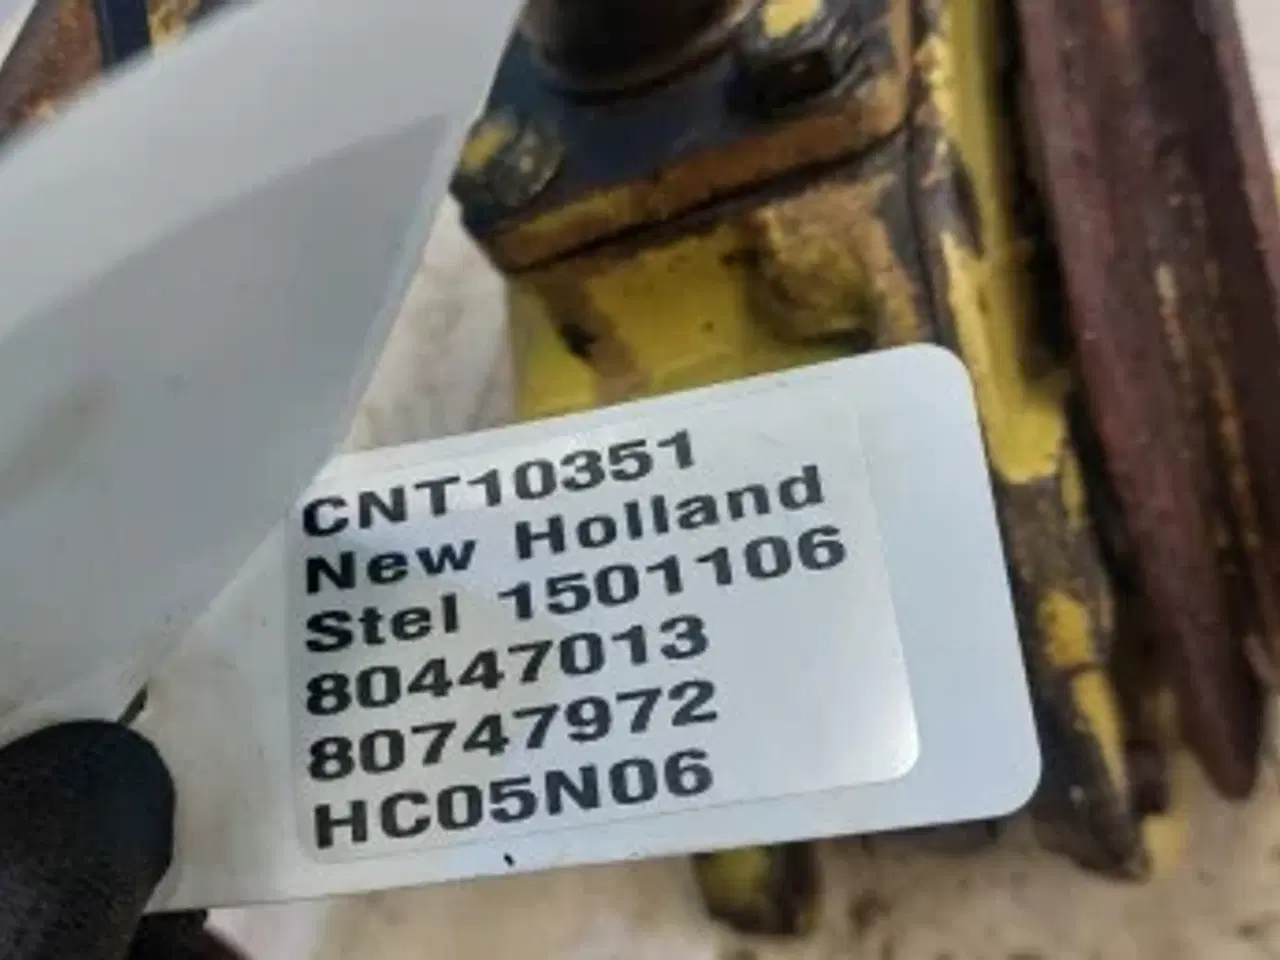 CNT10351
New Holland
Stel 1501106
80447013
80747972
HC05N06